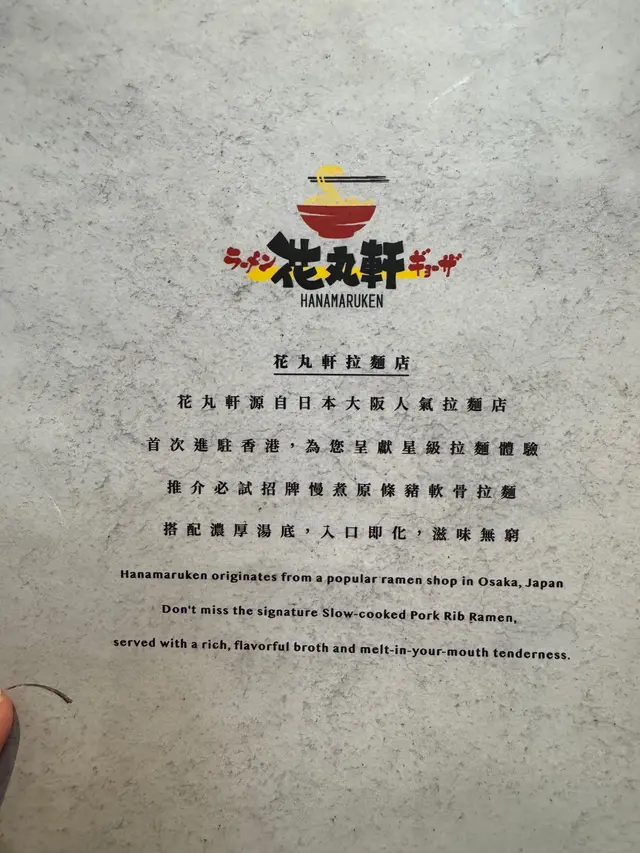 ラーメン 花丸軒 ギョーザ
HANAMARUKEN
花丸軒拉麵店
花丸軒源自日本大阪人氣拉麵店
首次進駐香港，為您呈獻星級拉麵體驗
推介必試招牌慢煮原條豬軟骨拉麵
搭配濃厚湯底，入口即化，滋味無窮
Hanamaruken originates from a popular ramen shop in Osaka, Japan
Don't miss the signature Slow-cooked Pork Rib Ramen,
served with a rich, flavorful broth and melt-in-your-mouth tenderness.